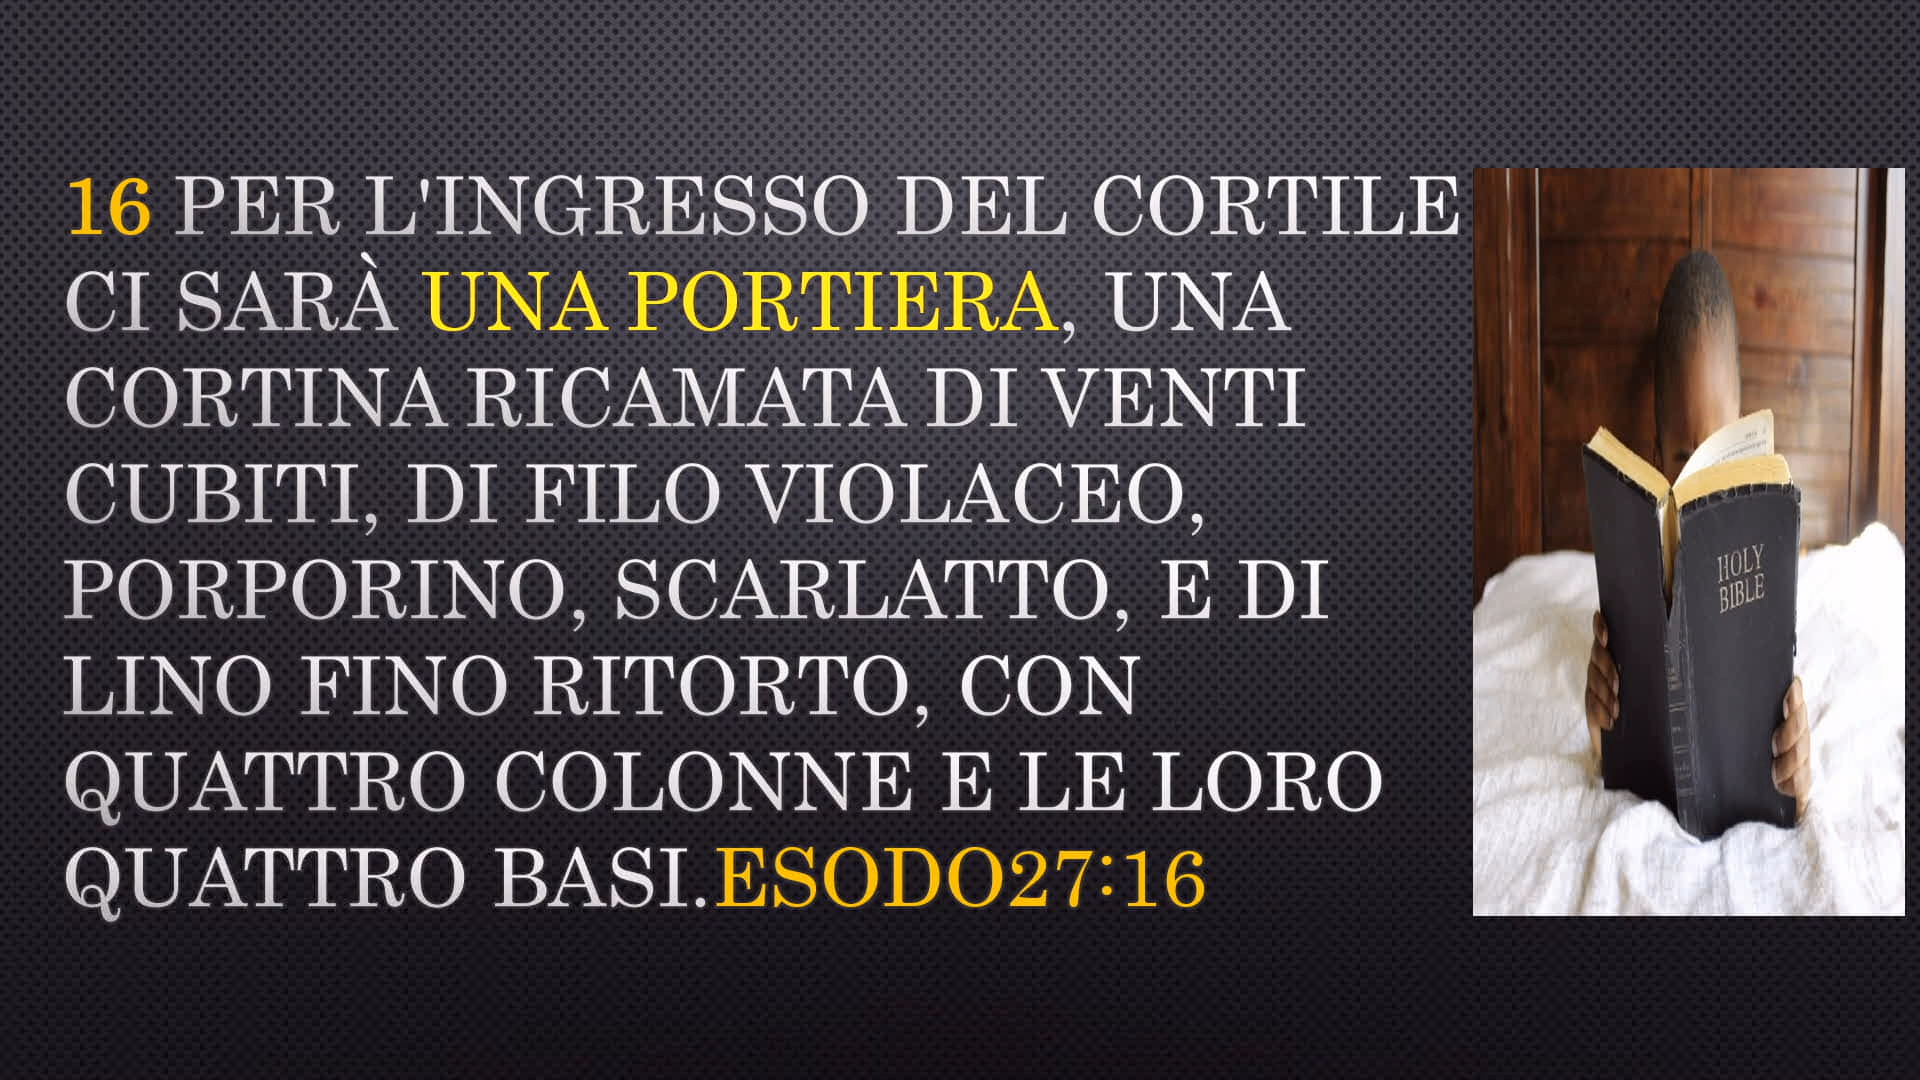 16 PER L'INGRESSO DEL CORTILE
CI SARÀ UNA PORTIERA, UNA
CORTINA RICAMATA DI VENTI
CUBITI, DI FILO VIOLACEO,
PORPORINO, SCARLATTO, E DI
LINO FINO RITORTO, CON
QUATTRO COLONNE E LE LORO
QUATTRO BASI.ESODO27:16
HOLY
BIBLE